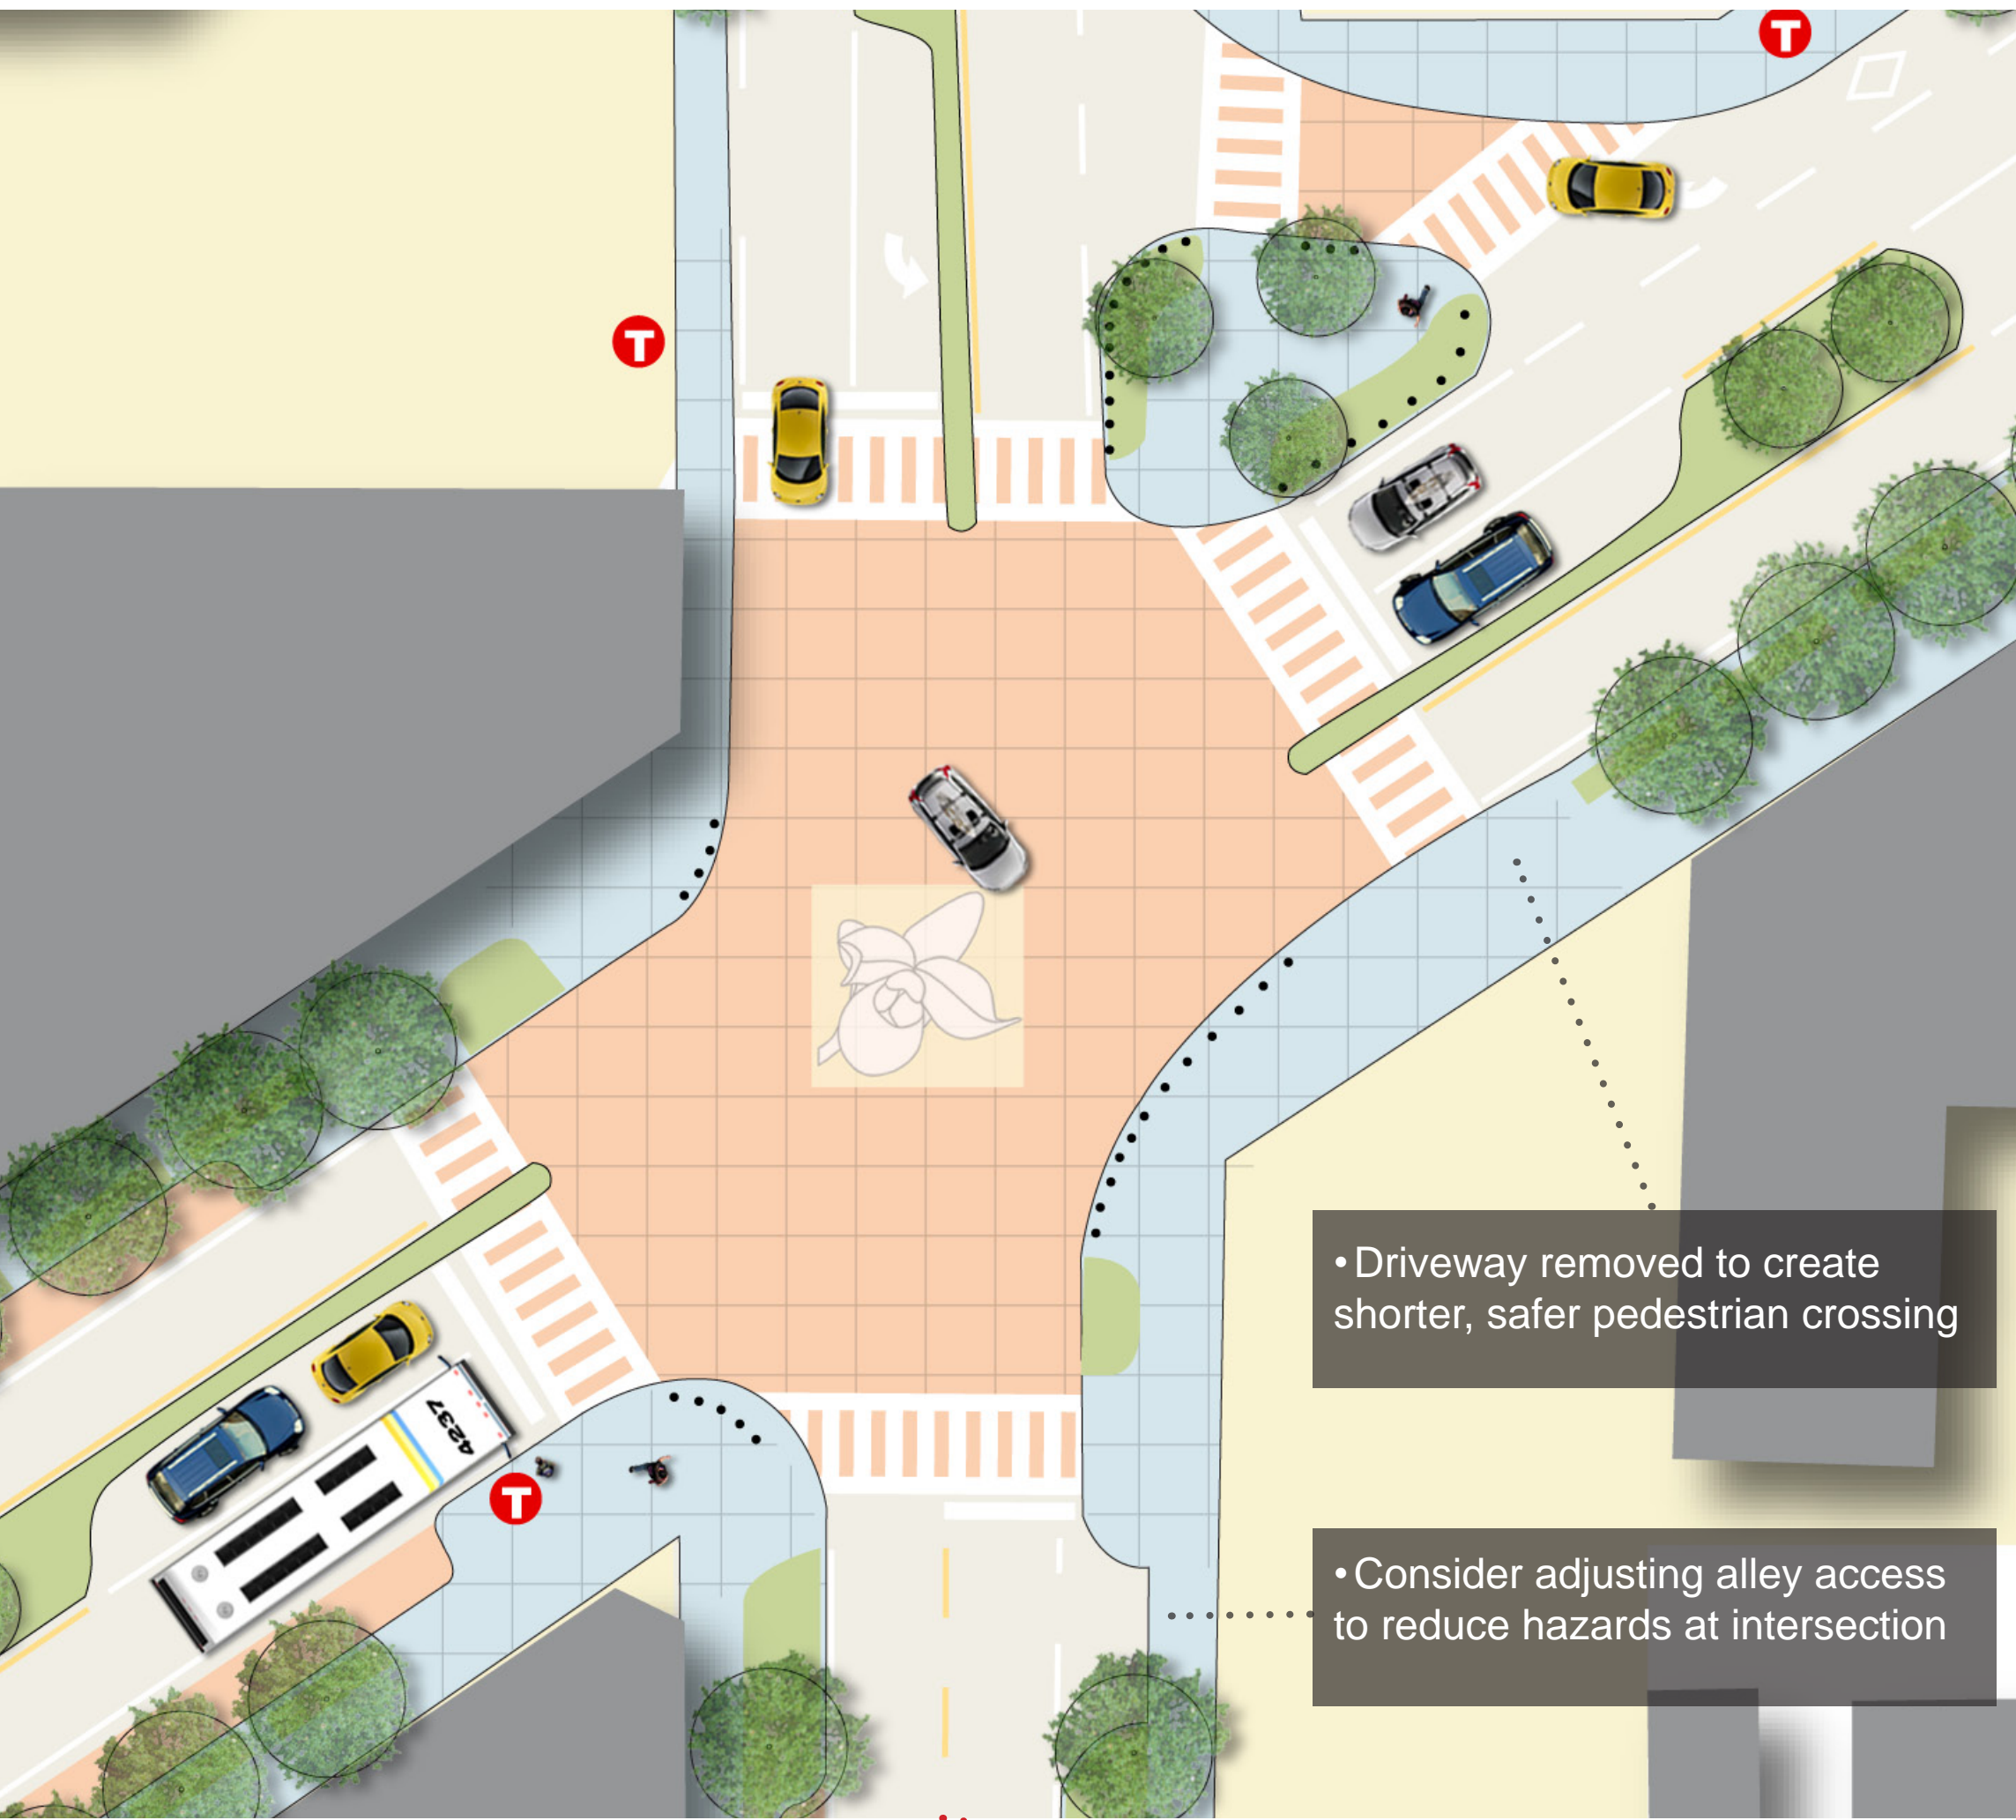 T
T
4237
T
•Driveway removed to create
shorter, safer pedestrian crossing
•Consider adjusting alley access
to reduce hazards at intersection